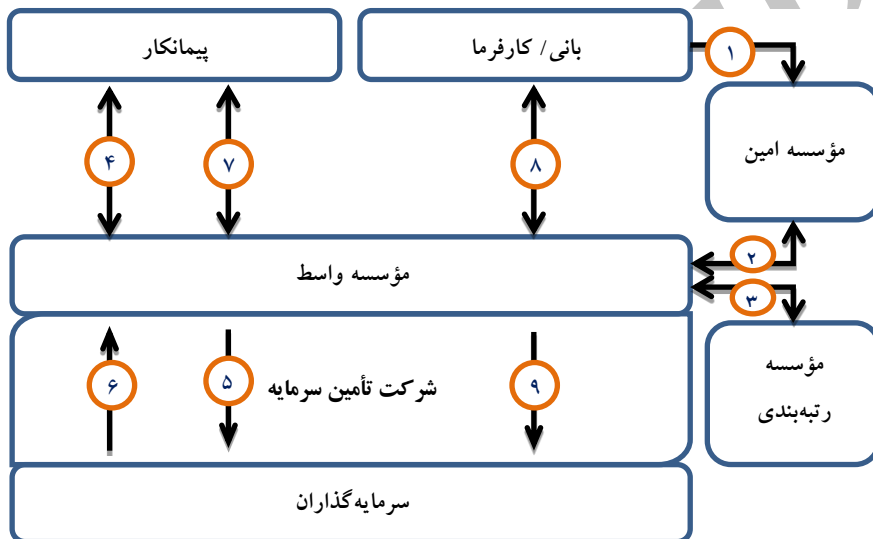 پیمانکار
بانی/ کارفرما
۱
مؤسسه امین
۴
۷
۸
۲
مؤسسه واسط
۳
۶
۵
شرکت تأمین سرمایه
۹
مؤسسه
رتبه‌بندی
سرمایه‌گذاران